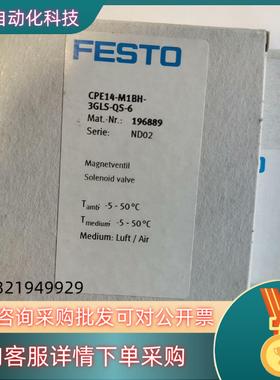 自动化科技
FESTO
CPE14-M1BH-
3GLS-QS-6
Mat.-Nr.: 196889
Serie: ND02
Magnetventil
Solenoid valve
Tamb: -5 - 50 °C
Tmedium: -5 - 50 °C
Medium: Luft / Air
821949929
咨询采购批发可对公开票
客服详情下单采购